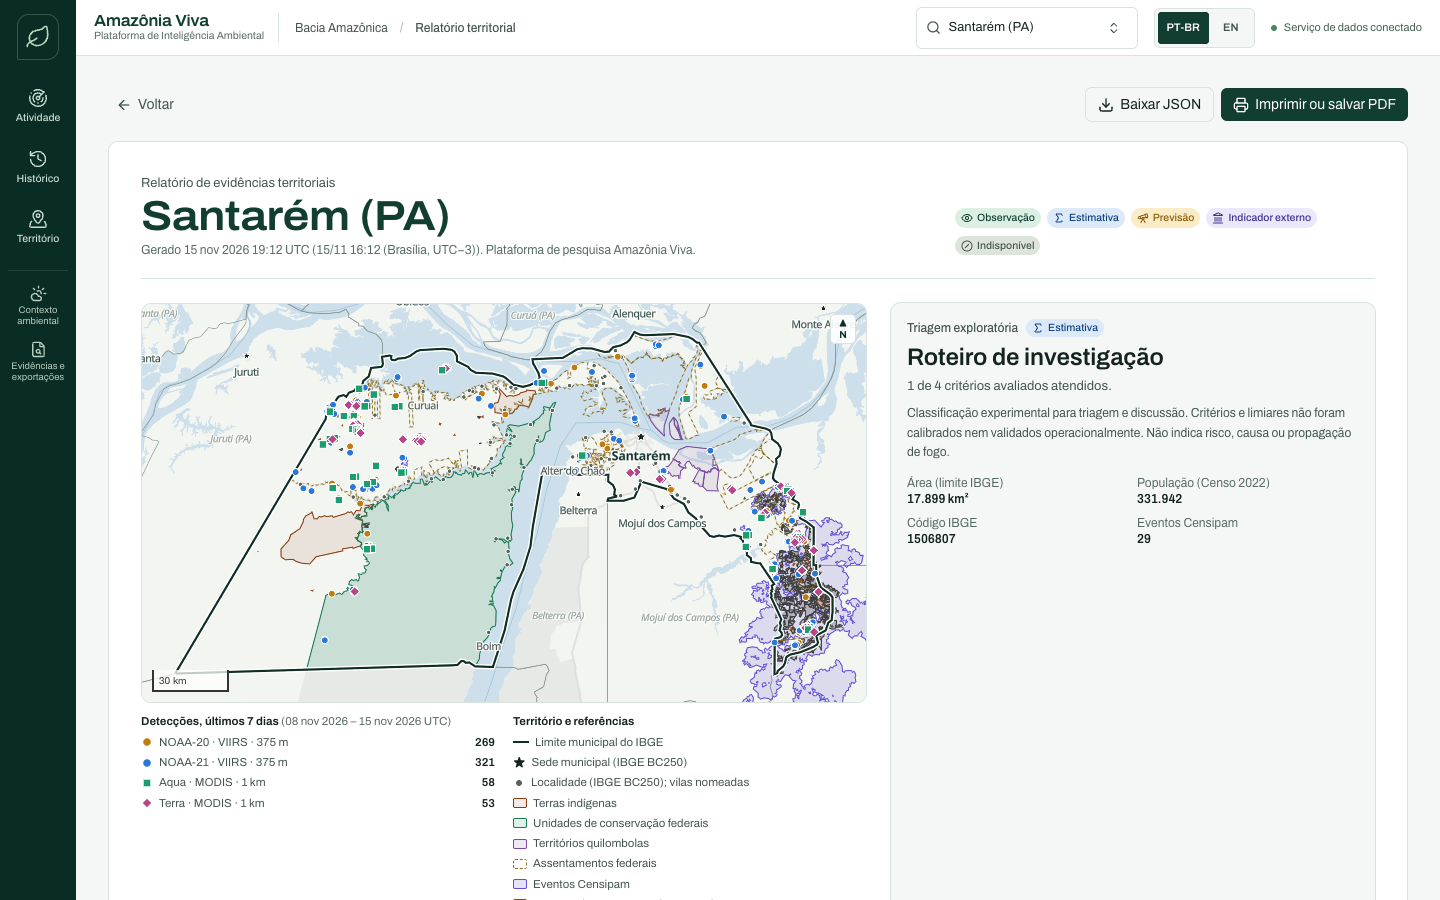 Amazônia Viva
Plataforma de Inteligência Ambiental
Bacia Amazônica / Relatório territorial
Santarém (PA)
PT-BR EN
Serviço de dados conectado
Atividade
Histórico
Território
Contexto ambiental
Evidências e exportações
Voltar
Baixar JSON
Imprimir ou salvar PDF
Relatório de evidências territoriais
Santarém (PA)
Gerado 15 nov 2026 19:12 UTC (15/11 16:12 (Brasília, UTC−3)). Plataforma de pesquisa Amazônia Viva.
Observação
Estimativa
Previsão
Indicador externo
Indisponível
Curuá (PA)
Alenquer
Monte A
N
Juruti
Juruti (PA)
Curuai
Santarém
Alter do Chão
Belterra
Mojuí dos Campos
Belterra (PA)
Mojuí dos Campos (PA)
Boim
30 km
Detecções, últimos 7 dias (08 nov 2026 – 15 nov 2026 UTC)
NOAA-20 · VIIRS · 375 m 269
NOAA-21 · VIIRS · 375 m 321
Aqua · MODIS · 1 km 58
Terra · MODIS · 1 km 53
Território e referências
Limite municipal do IBGE
Sede municipal (IBGE BC250)
Localidade (IBGE BC250); vilas nomeadas
Terras indígenas
Unidades de conservação federais
Territórios quilombolas
Assentamentos federais
Eventos Censipam
Triagem exploratória
Estimativa
Roteiro de investigação
1 de 4 critérios avaliados atendidos.
Classificação experimental para triagem e discussão. Critérios e limiares não foram
calibrados nem validados operacionalmente. Não indica risco, causa ou propagação
de fogo.
Área (limite IBGE)
17.899 km²
População (Censo 2022)
331.942
Código IBGE
1506807
Eventos Censipam
29